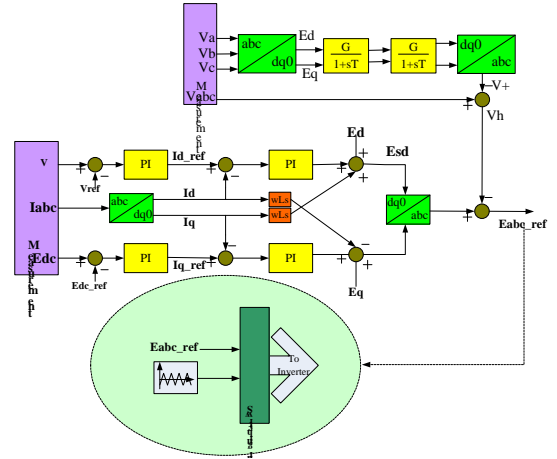 Va
Vb
Vc
Vabc
abc
dq0
Ed
Eq
G
1+sT
G
1+sT
abc
dq0
V+
Vh
v
Iabc
Edc
Vref
PI
Id_ref
PI
Ed
Esd
abc
dq0
Id
Iq
wLs
wLs
dq0
abc
Eabc_ref
Edc_ref
PI
Iq_ref
PI
Eq
Eabc_ref
To
Inverter